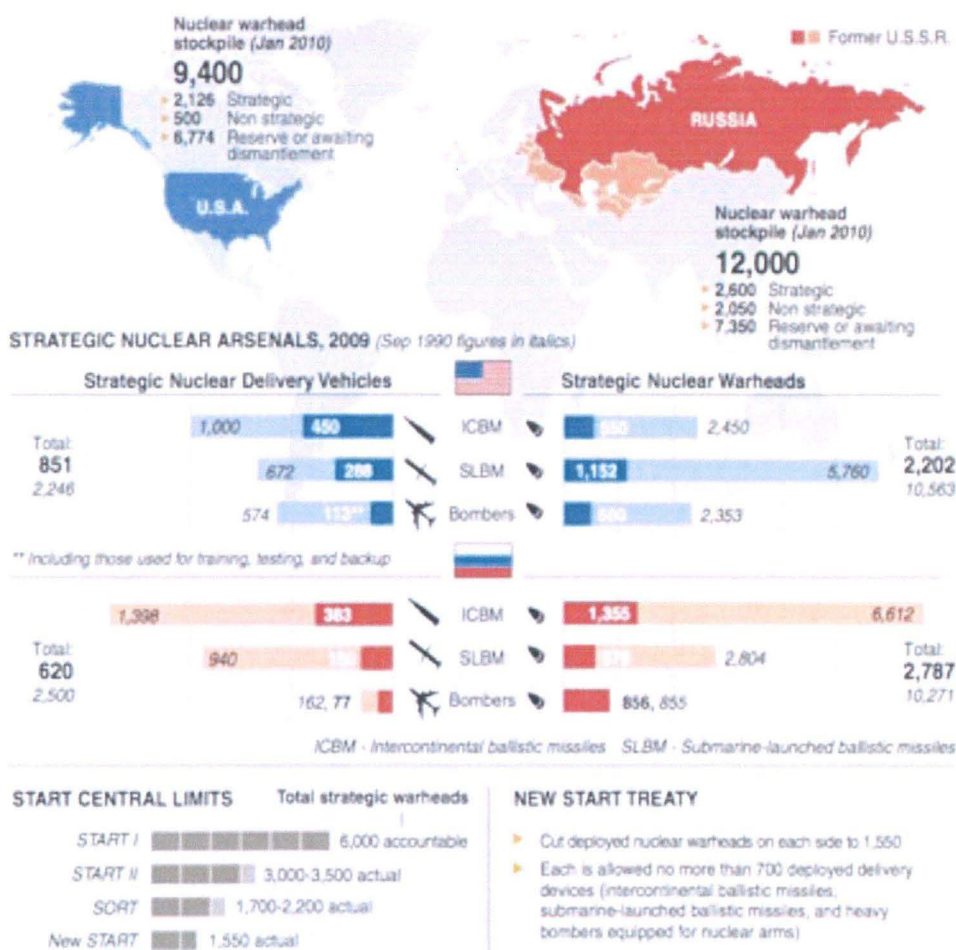 Nuclear warhead
stockpile (Jan 2010)
9,400
2,126 Strategic
500 Non strategic
6,774 Reserve or awaiting
dismantlement
U.S.A.
Former U.S.S.R.
RUSSIA
Nuclear warhead
stockpile (Jan 2010)
12,000
2,600 Strategic
2,050 Non strategic
7,350 Reserve or awaiting
dismantlement
STRATEGIC NUCLEAR ARSENALS, 2009 (Sep 1990 figures in italics)
Strategic Nuclear Delivery Vehicles
Strategic Nuclear Warheads
Total:
851
2,246
1,000 450 ICBM 2,450
672 288 SLBM 1,152 5,760
574 113** Bombers 2,353
Total:
2,202
10,563
** Including those used for training, testing, and backup
Total:
620
2,500
1,398 383 ICBM 1,355 6,612
940 SLBM 2,804
162, 77 Bombers 856, 855
Total:
2,787
10,271
ICBM - Intercontinental ballistic missiles SLBM - Submarine-launched ballistic missiles
START CENTRAL LIMITS
Total strategic warheads
START I 6,000 accountable
START II 3,000-3,500 actual
SORT 1,700-2,200 actual
New START 1,550 actual
NEW START TREATY
Cut deployed nuclear warheads on each side to 1,550
Each is allowed no more than 700 deployed delivery
devices (intercontinental ballistic missiles,
submarine-launched ballistic missiles, and heavy
bombers equipped for nuclear arms)